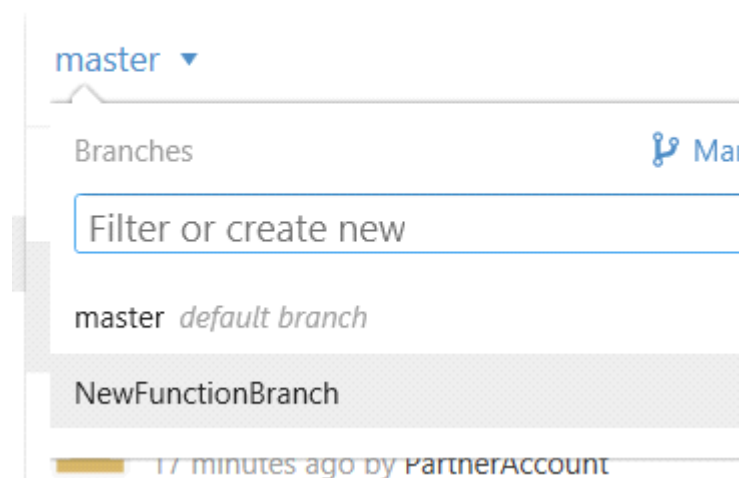 master
Branches
Filter or create new
master default branch
NewFunctionBranch
17 minutes ago by PartnerAccount